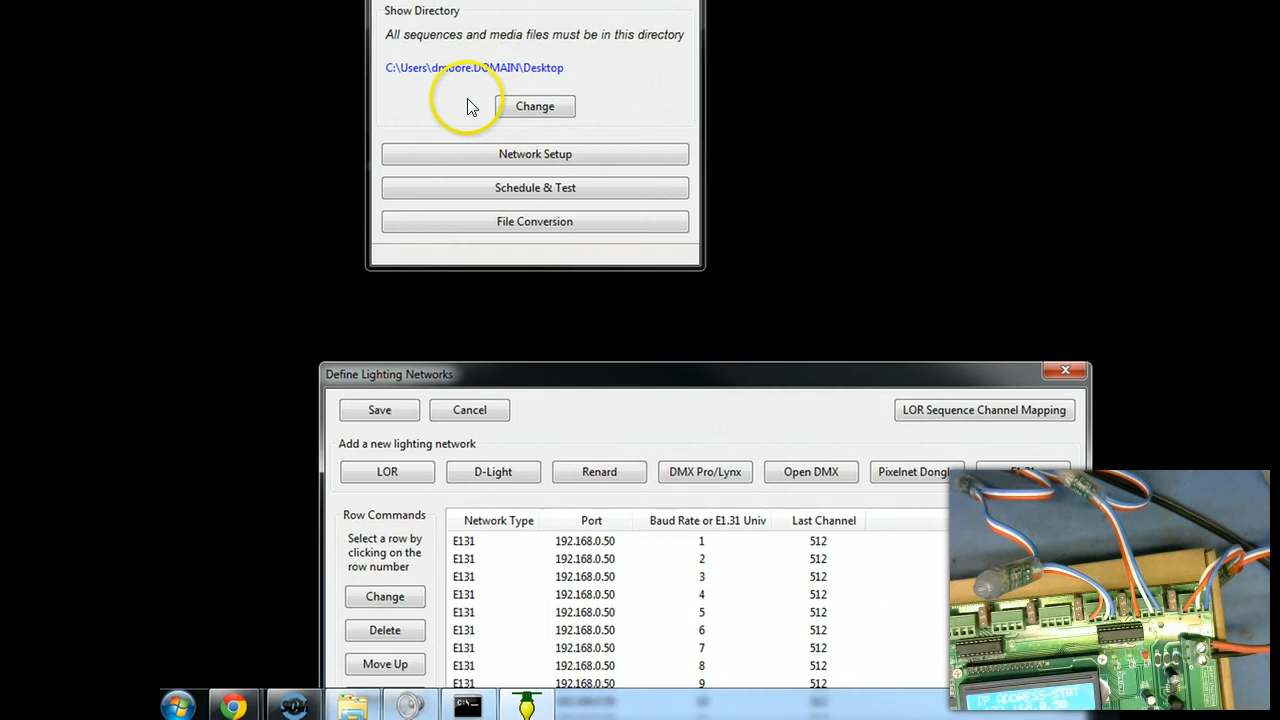 Show Directory
All sequences and media files must be in this directory
C:\Users\dmoore.DOMAIN\Desktop
Change
Network Setup
Schedule & Test
File Conversion
Define Lighting Networks
Save
Cancel
LOR Sequence Channel Mapping
Add a new lighting network
LOR
D-Light
Renard
DMX Pro/Lynx
Open DMX
Pixelnet
Row Commands
Select a row by
clicking on the
row number
Change
Delete
Move Up
Network Type Port Baud Rate or E1.31 Univ Last Channel
E131 192.168.0.50 1 512
E131 192.168.0.50 2 512
E131 192.168.0.50 3 512
E131 192.168.0.50 4 512
E131 192.168.0.50 5 512
E131 192.168.0.50 6 512
E131 192.168.0.50 7 512
E131 192.168.0.50 8 512
E131 192.168.0.50 9 512
C:\
IP ADDRESS-STAT